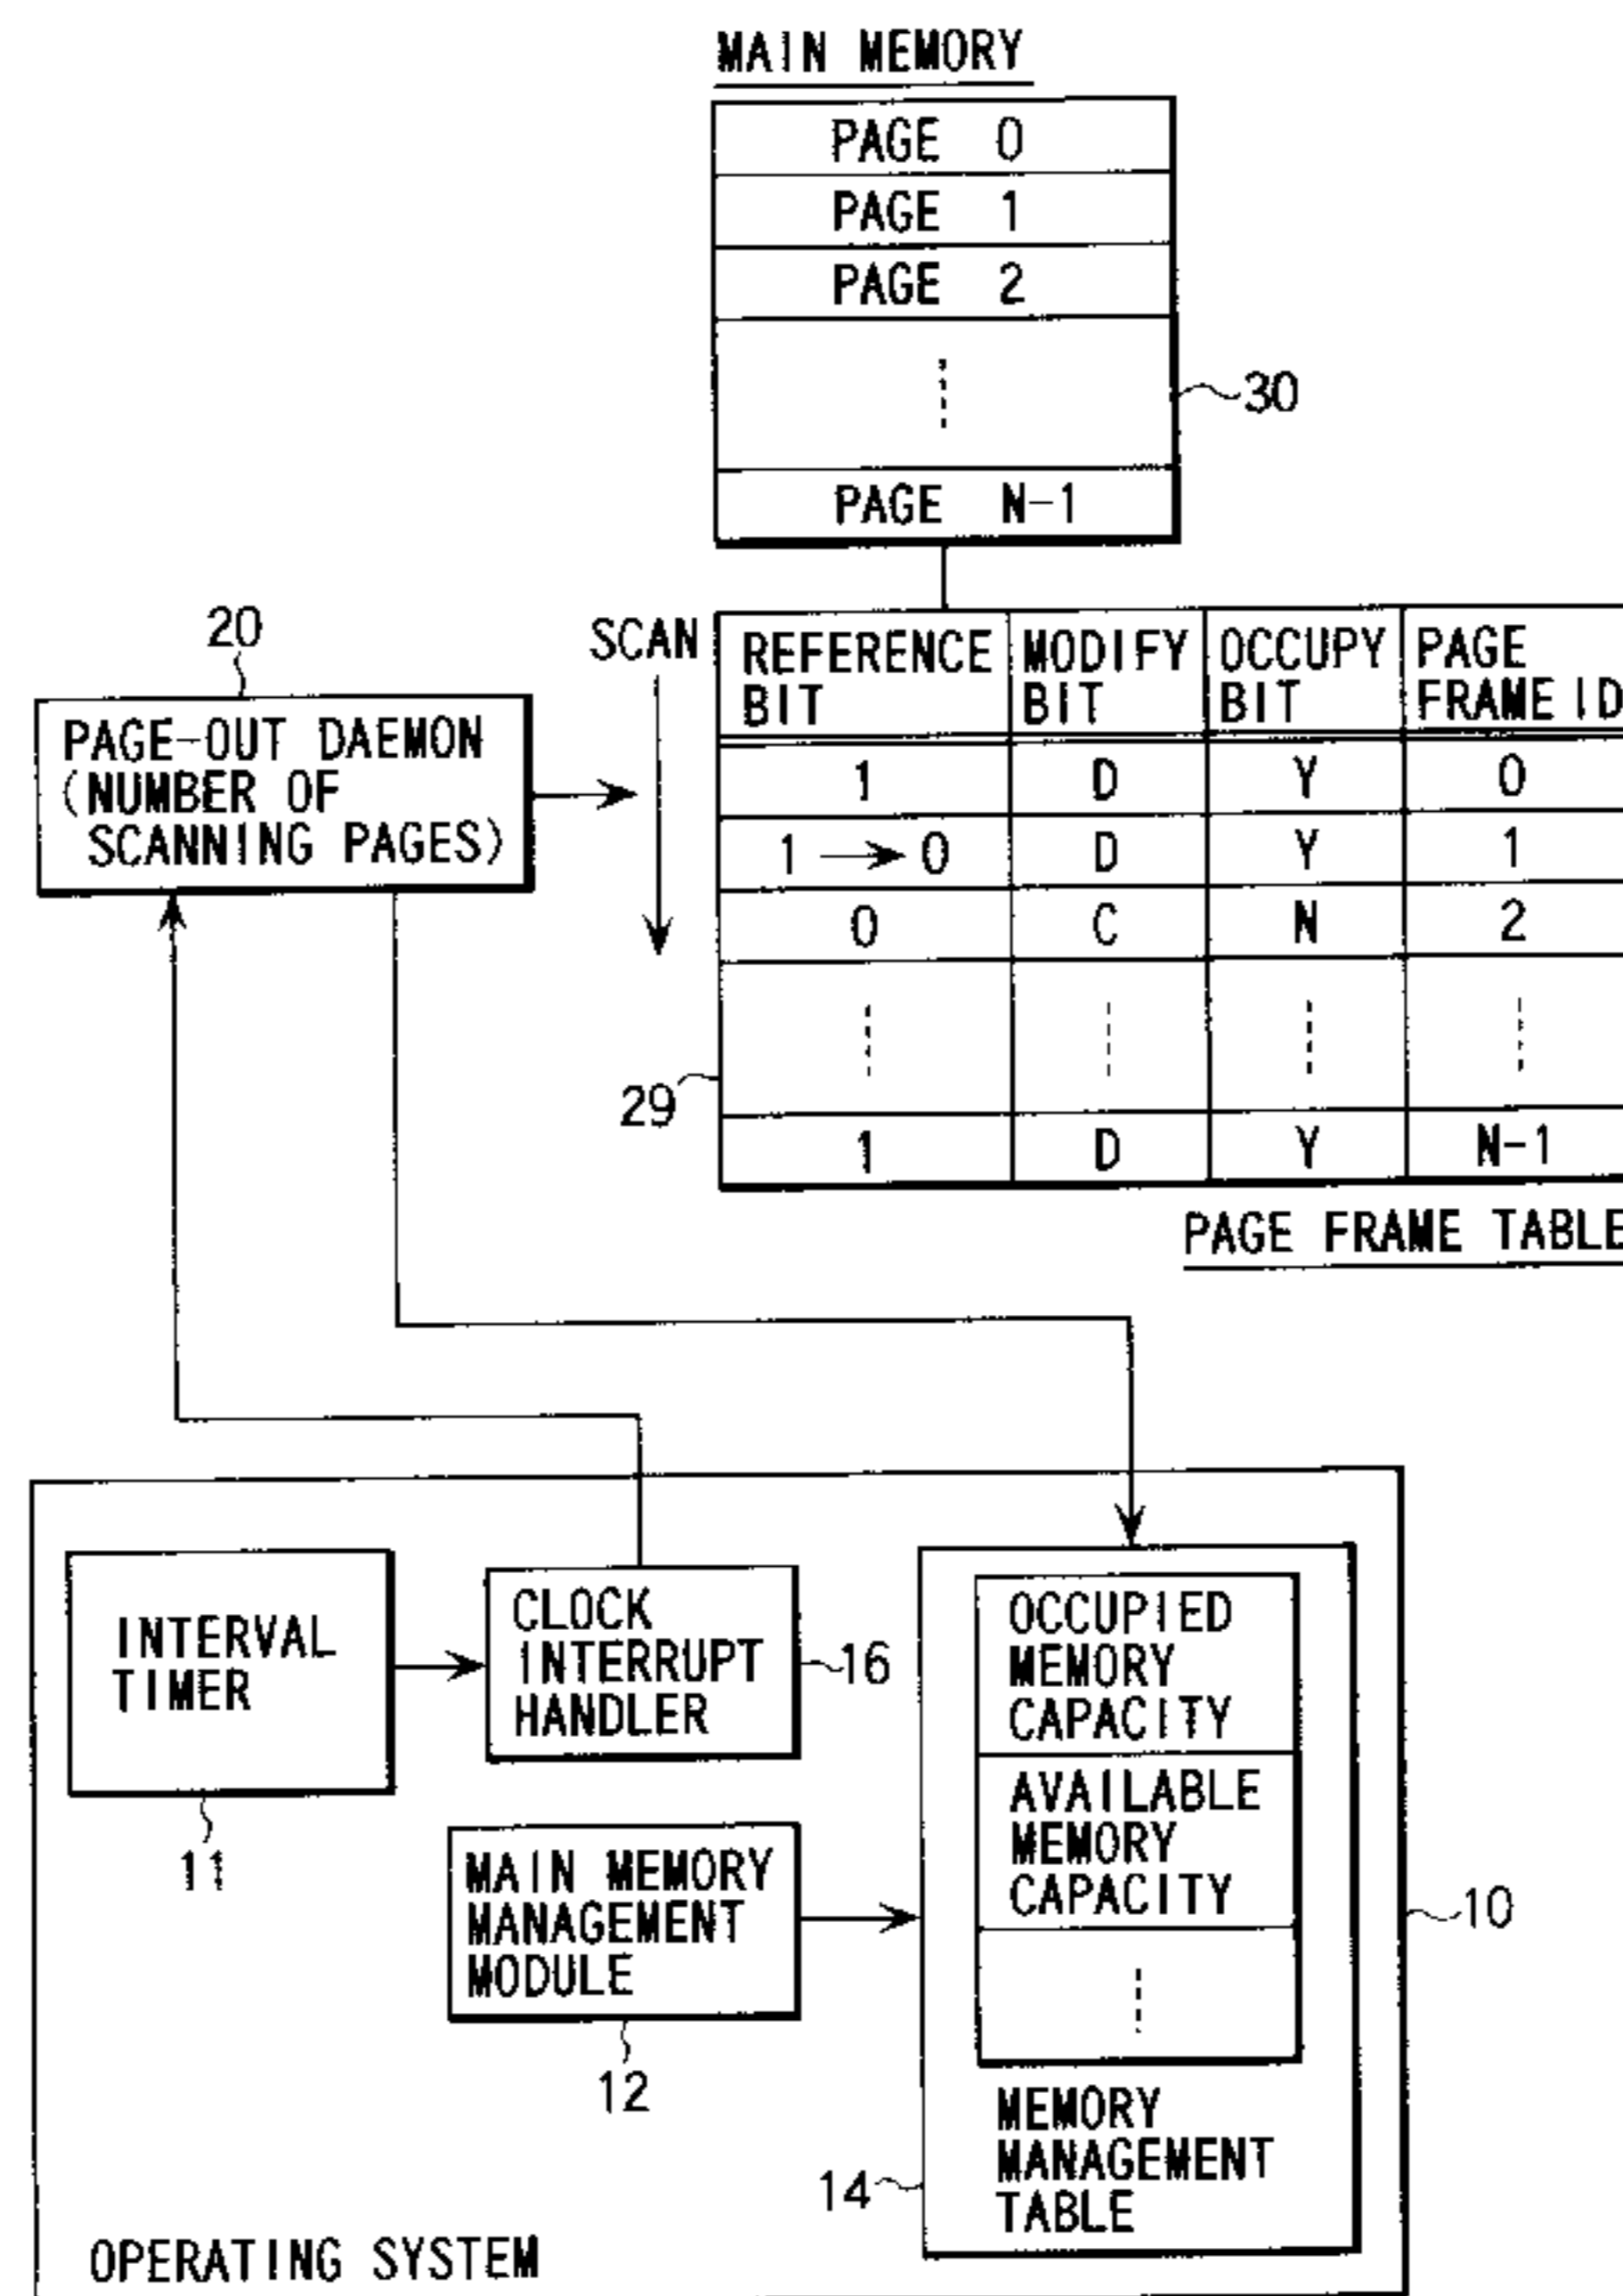 MAIN MEMORY
PAGE 0
PAGE 1
PAGE 2
30
PAGE N-1
20
SCAN
REFERENCE BIT
MODIFY BIT
OCCUPY BIT
PAGE FRAME ID
PAGE-OUT DAEMON
(NUMBER OF
SCANNING PAGES)
1 D Y 0
1 → 0 D Y 1
0 C N 2
29
1 D Y N-1
PAGE FRAME TABLE
INTERVAL
TIMER
11
CLOCK
INTERRUPT
HANDLER
16
OCCUPIED
MEMORY
CAPACITY
AVAILABLE
MEMORY
CAPACITY
MAIN MEMORY
MANAGEMENT
MODULE
12
10
MEMORY
MANAGEMENT
TABLE
14
OPERATING SYSTEM